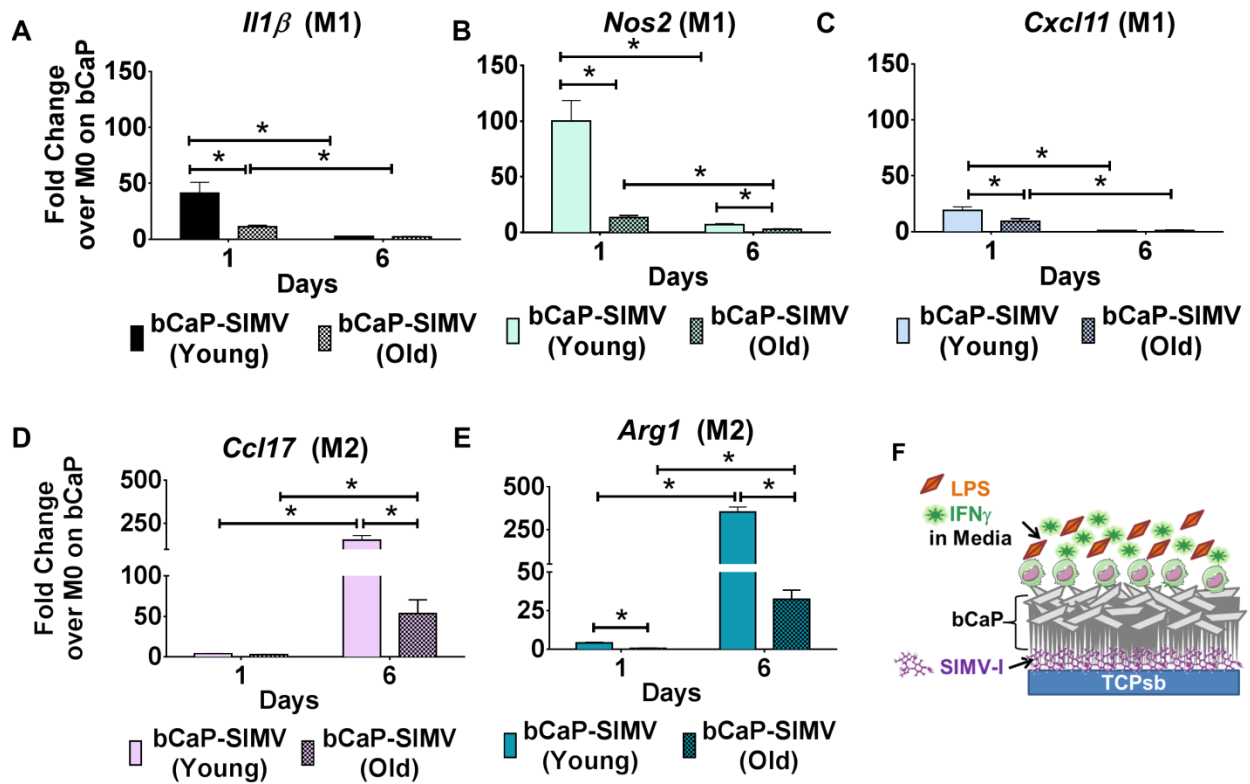 A
Il1β (M1)
Fold Change
over M0 on bCaP
150
100
50
0
*
*
*
1
6
Days
bCaP-SIMV
(Young)
bCaP-SIMV
(Old)
B
Nos2 (M1)
150
100
50
0
*
*
*
*
1
6
Days
bCaP-SIMV
(Young)
bCaP-SIMV
(Old)
C
Cxcl11 (M1)
150
100
50
0
*
*
*
1
6
Days
bCaP-SIMV
(Young)
bCaP-SIMV
(Old)
D
Ccl17 (M2)
Fold Change
over M0 on bCaP
500
250
100
50
0
*
*
*
1
6
Days
bCaP-SIMV
(Young)
bCaP-SIMV
(Old)
E
Arg1 (M2)
500
250
50
25
0
*
*
*
*
1
6
Days
bCaP-SIMV
(Young)
bCaP-SIMV
(Old)
F
LPS
IFNγ
in Media
bCaP
SIMV-I
TCPsb